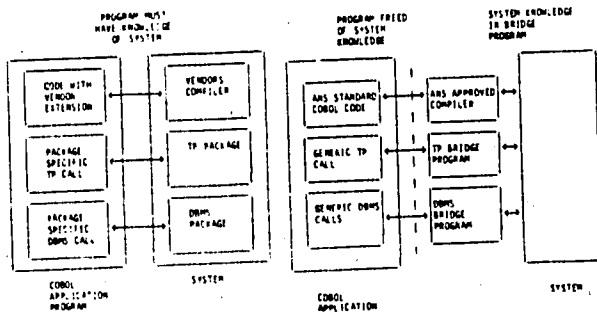 PROGRAM MUST
HAVE KNOWLEDGE
OF SYSTEM
CODE WITH
VENDOR
EXTENSION
PACKAGE
SPECIFIC
TP CALL
PACKAGE
SPECIFIC
DBMS CALL
COBOL
APPLICATION
PROGRAM
VENDORS
COMPILER
TP PACKAGE
DBMS
PACKAGE
SYSTEM
PROGRAM FREED
OF SYSTEM
KNOWLEDGE
ANS STANDARD
COBOL CODE
GENERIC TP
CALL
GENERIC DBMS
CALLS
COBOL
APPLICATION
SYSTEM KNOWLEDGE
IN BRIDGE
PROGRAM
ANS APPROVED
COMPILER
TP BRIDGE
PROGRAM
DBMS
BRIDGE
PROGRAM
SYSTEM